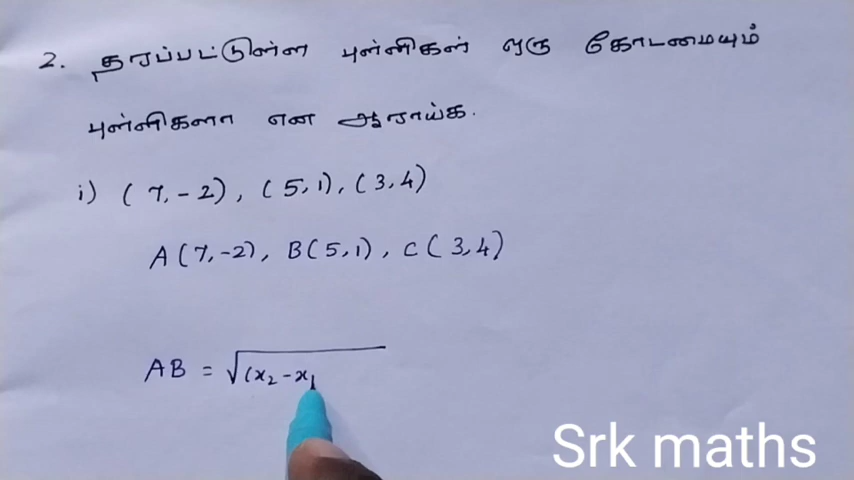 2. தரப்பட்டுள்ள புள்ளிகள் ஒரு கோடமையும்
புள்ளிகளா என ஆராய்க.
i) (7,-2), (5,1), (3,4)
A(7,-2), B(5,1), C(3,4)
AB = √(x₂-x₁
Srk maths